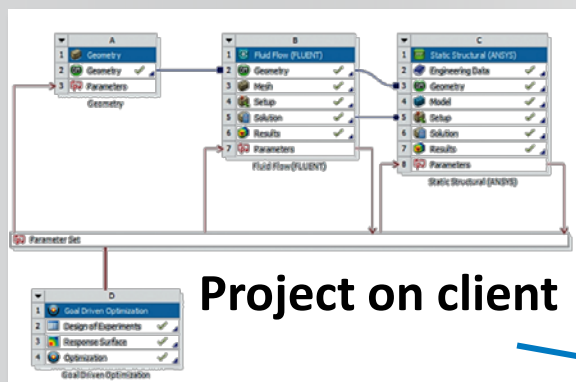 A
1 Geometry
2 Geometry
3 Parameters
Geometry
B
1 Fluid Flow (FLUENT)
2 Geometry
3 Mesh
4 Setup
5 Solution
6 Results
7 Parameters
Fluid Flow (FLUENT)
C
1 Static Structural (ANSYS)
2 Engineering Data
3 Geometry
4 Model
5 Setup
6 Solution
7 Results
8 Parameters
Static Structural (ANSYS)
Parameter Set
D
1 Goal Driven Optimization
2 Design of Experiments
3 Response Surface
4 Optimization
Goal Driven Optimization
Project on client